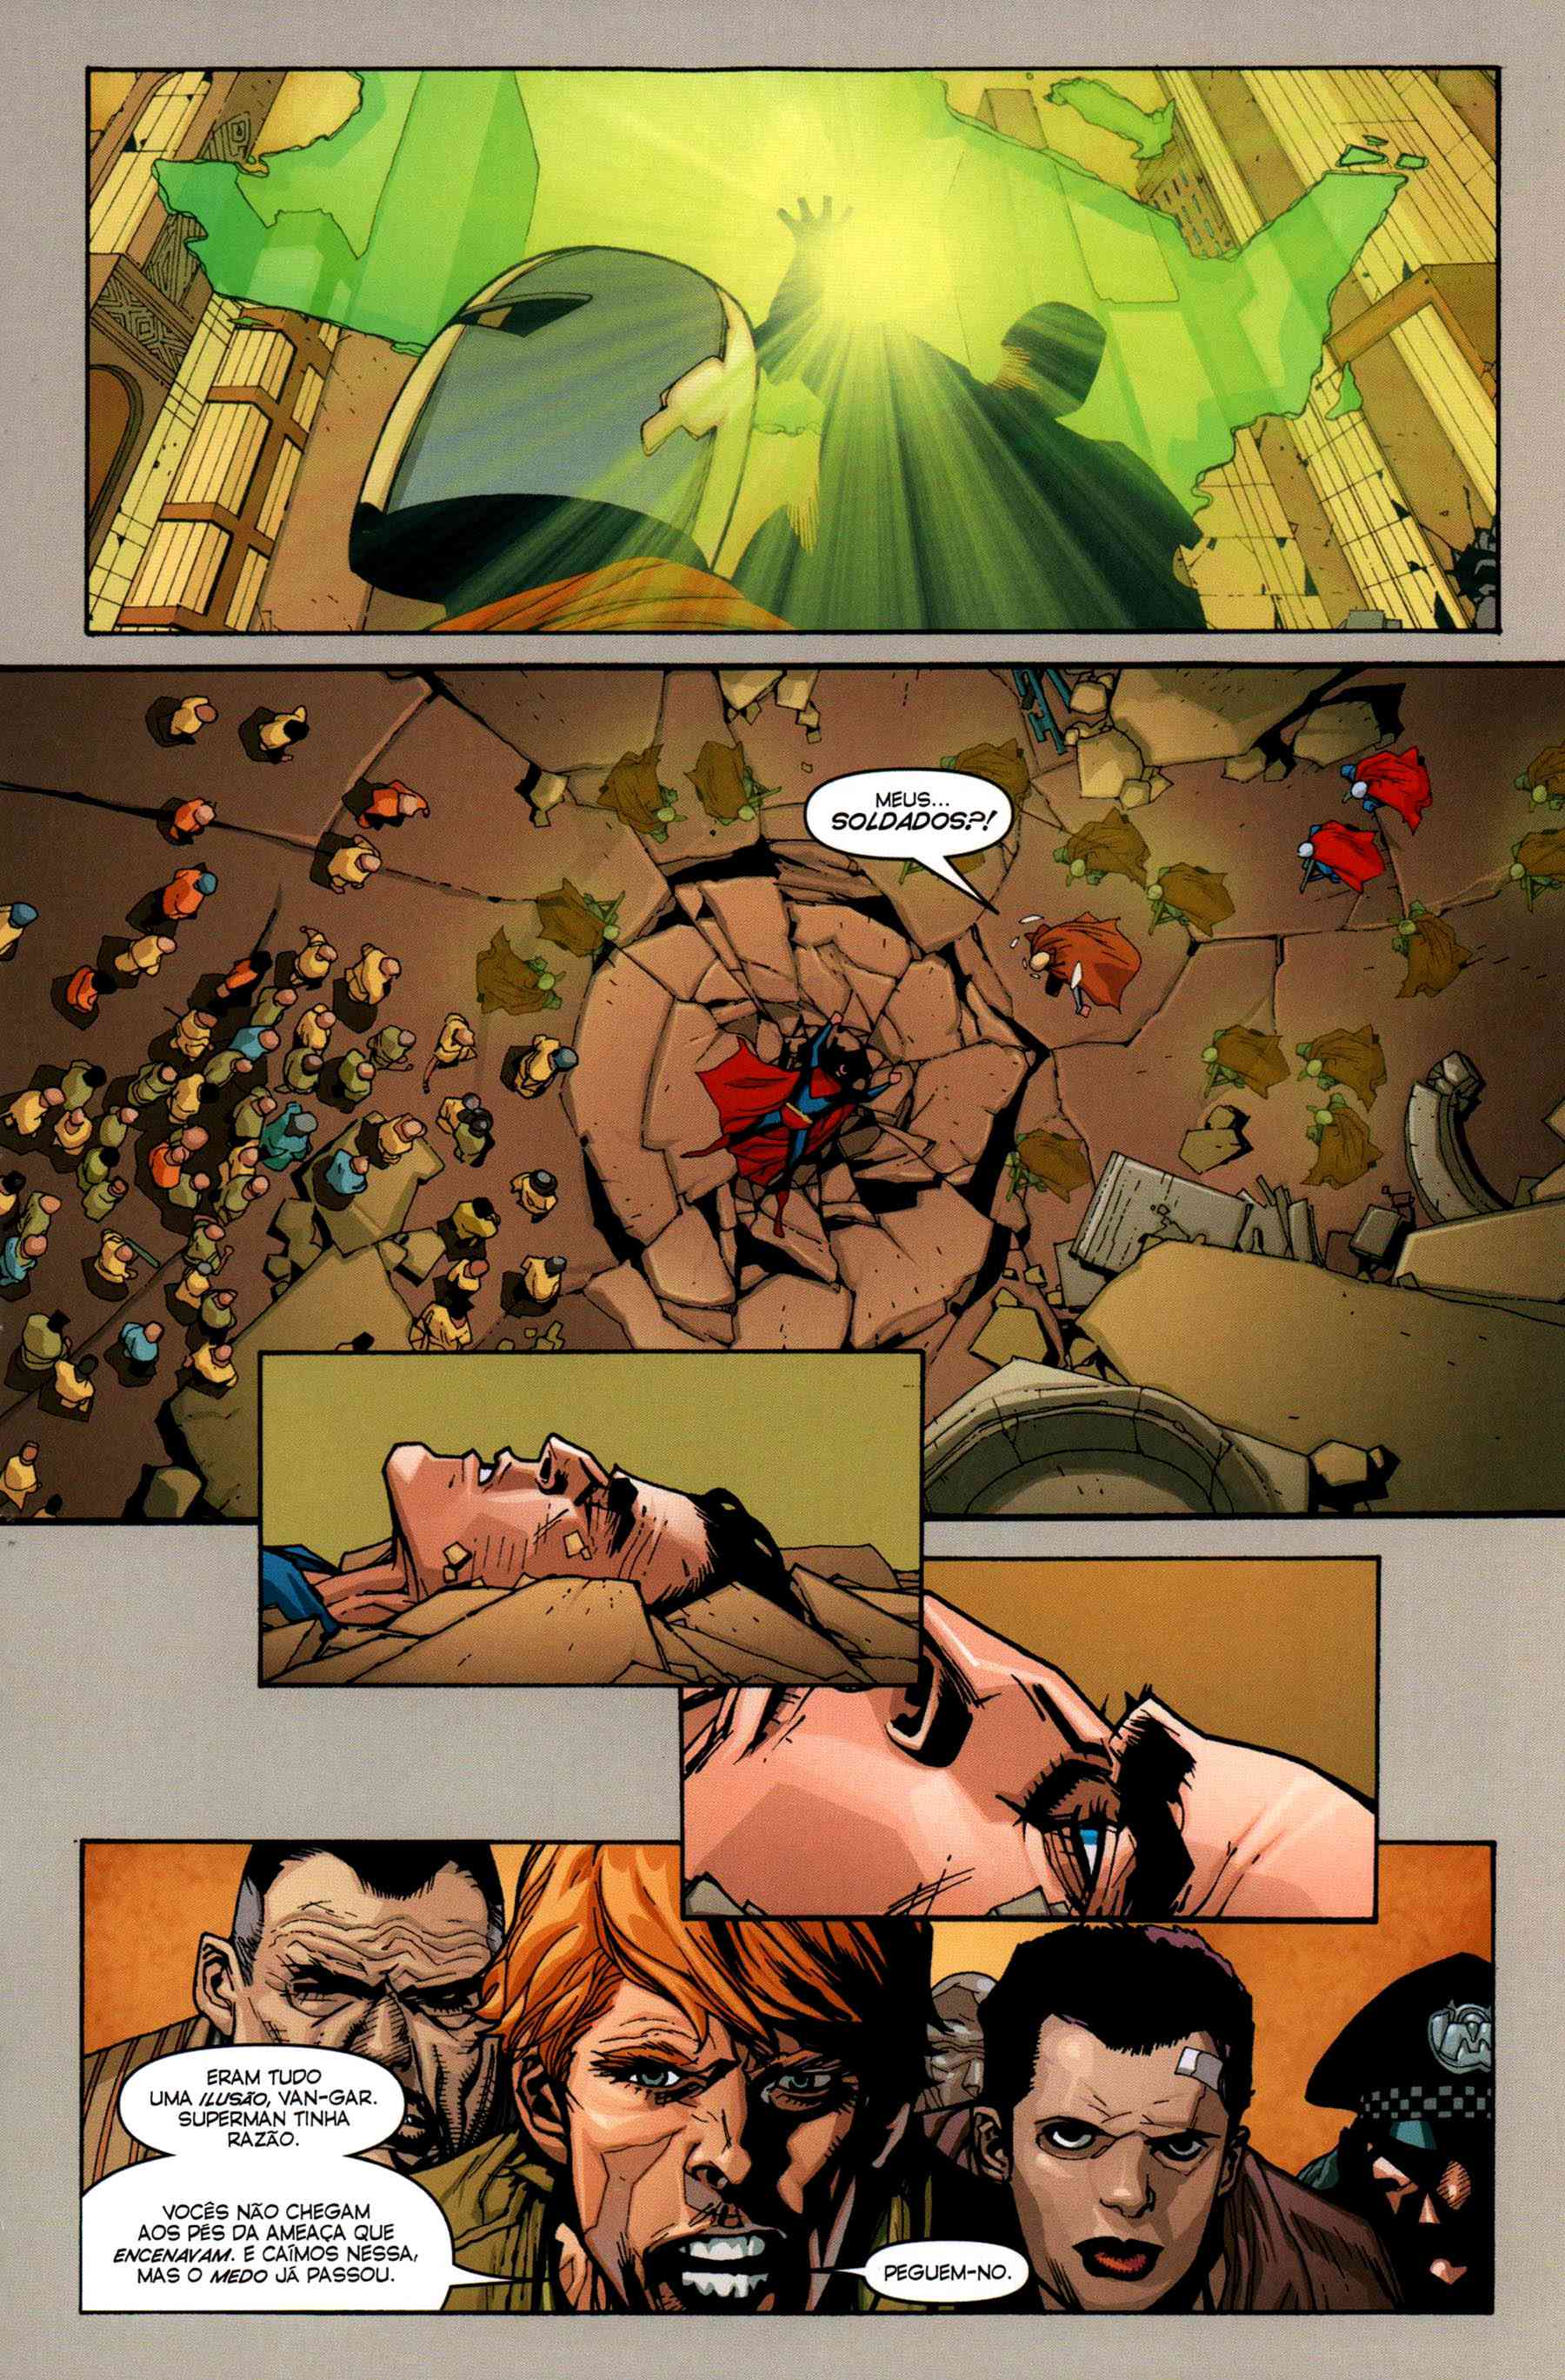 MEUS...
SOLDADOS?!
ERAM TUDO
UMA ILUSÃO, VAN-GAR.
SUPERMAN TINHA
RAZÃO.
VOCÊS NÃO CHEGAM
AOS PÉS DA AMEAÇA QUE
ENCENAVAM. E CAÍMOS NESSA,
MAS O MEDO JÁ PASSOU.
PEGUEM-NO.